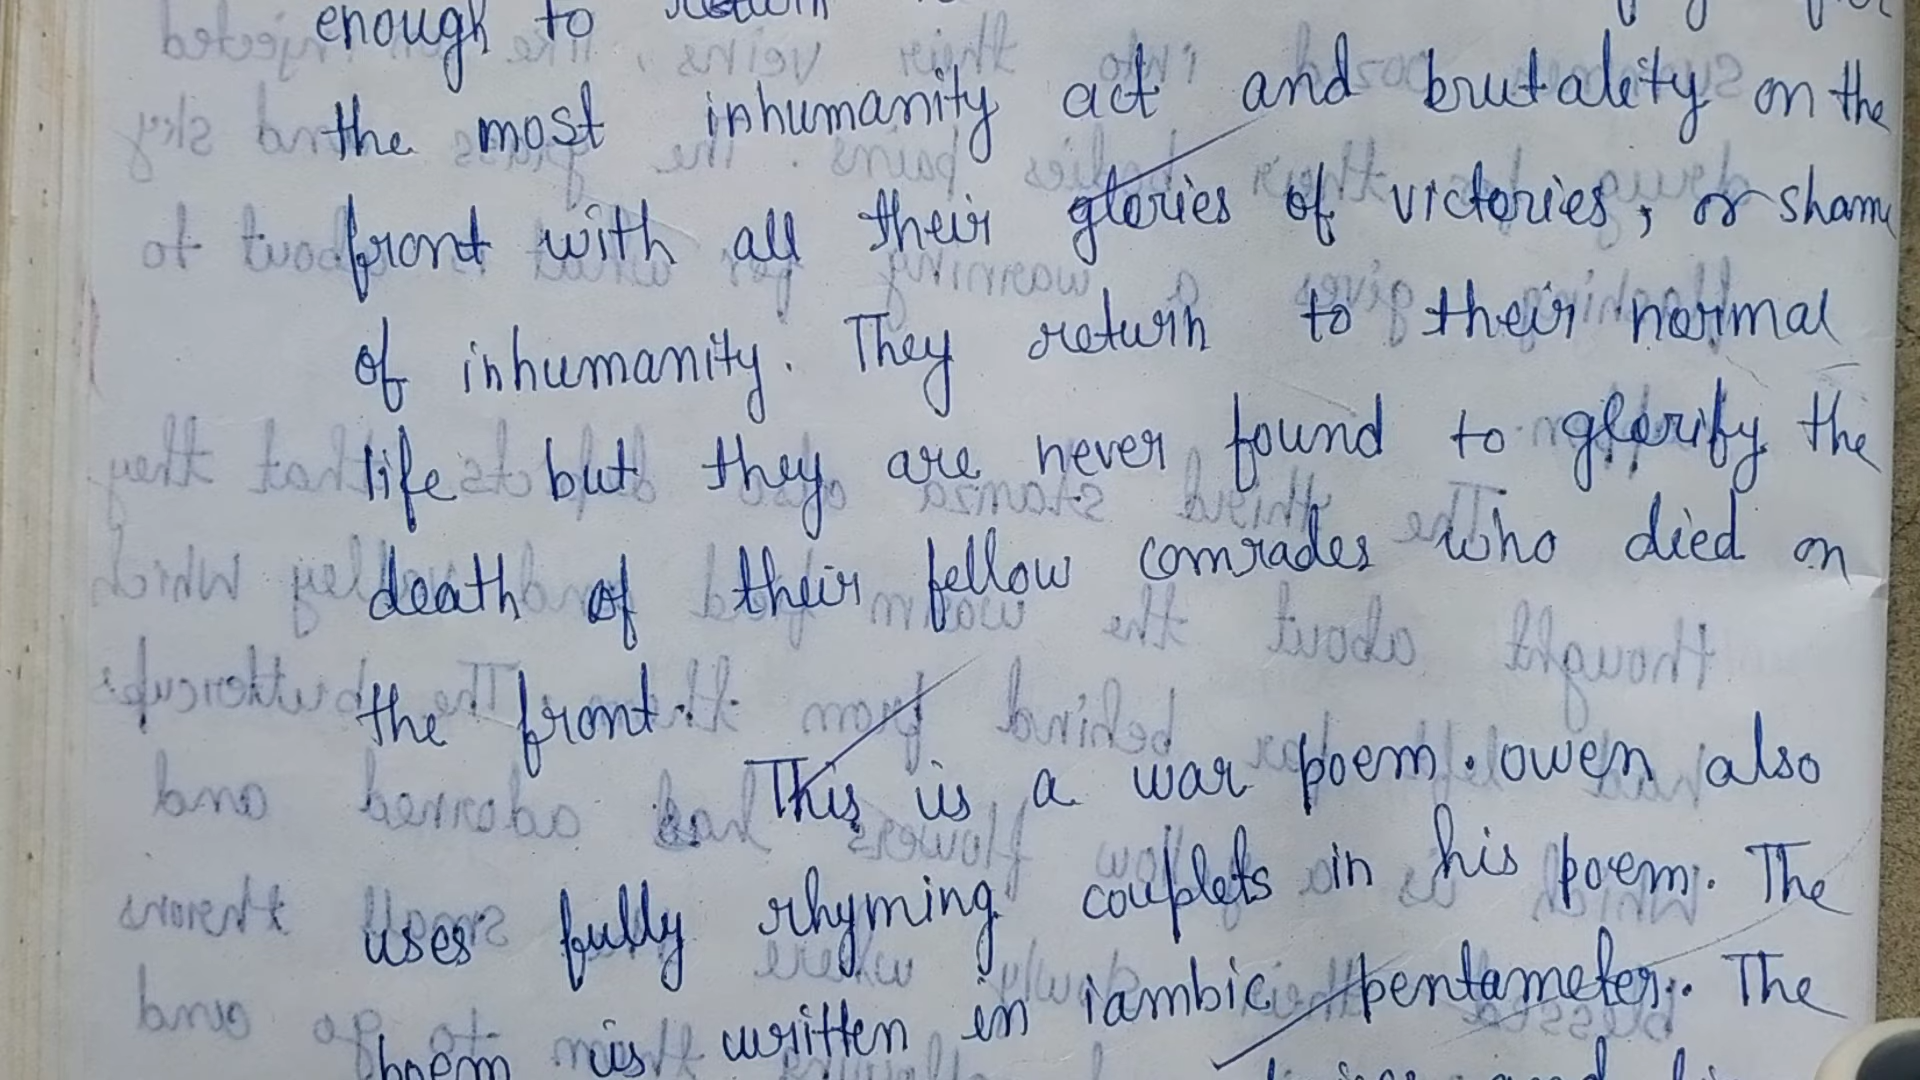 enough to return
the most inhumanity act and brutality on the
front with all their glories of victories, or shame
of inhumanity. They return to their normal
life but they are never found to glorify the
death of their fellow comrades who died on
the front.
This is a war poem. owen also
uses fully rhyming couplets in his poem. The
poem is written in iambic pentameter. The